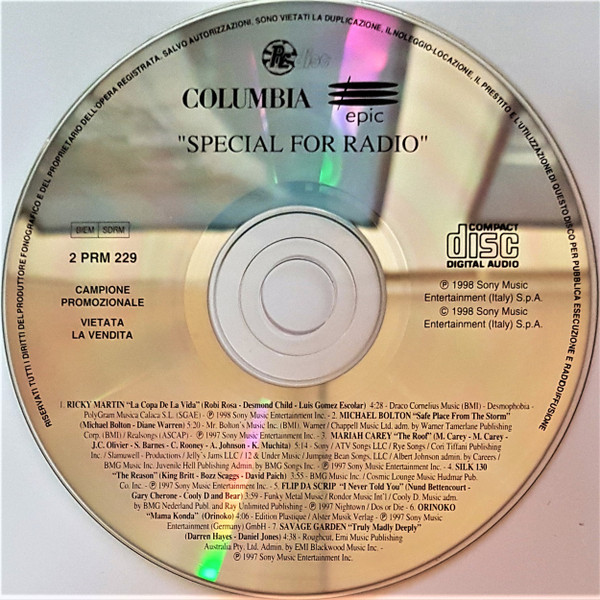 RISERVATI TUTTI I DIRITTI DEL PRODUTTORE FONOGRAFICO E DEL PROPRIETARIO DELL'OPERA REGISTRATA. SALVO AUTORIZZAZIONI, SONO VIETATI LA DUPLICAZIONE, IL NOLEGGIO-LOCAZIONE, IL PRESTITO E L'UTILIZZAZIONE DI QUESTO DISCO PER PUBBLICA ESECUZIONE E RADIODIFFUSIONE
disc
COLUMBIA epic
"SPECIAL FOR RADIO"
BIEM SDRM
2 PRM 229
CAMPIONE
PROMOZIONALE
VIETATA
LA VENDITA
COMPACT
disc
DIGITAL AUDIO
℗ 1998 Sony Music
Entertainment (Italy) S.p.A.
© 1998 Sony Music
Entertainment (Italy) S.p.A.
1. RICKY MARTIN "La Copa De La Vida" (Robi Rosa - Desmond Child - Luis Gomez Escolar) 4:28 - Draco Cornelius Music (BMI) - Desmophobia -
PolyGram Musica Calaca S.L. (SGAE) - ℗ 1998 Sony Music Entertainment Inc. - 2. MICHAEL BOLTON "Safe Place From The Storm"
(Michael Bolton - Diane Warren) 5:20 - Mr. Bolton's Music Inc. (BMI), Warner / Chappell Music Ltd. adm. by Warner Tamerlane Publishing
Corp. (BMI) / Realsongs (ASCAP) - ℗ 1997 Sony Music Entertainment Inc. - 3. MARIAH CAREY "The Roof" (M. Carey - M. Carey -
J.C. Olivier - S. Barnes - C. Rooney - A. Johnson - K. Muchita) 5:14 - Sony / ATV Songs LLC / Rye Songs / Cori Tiffani Publishing
Inc. / Slamuwell - Productions / Jelly's Jams LLC / 12 & Under Music / Jumping Bean Songs, LLC / Albert Johnson admin. by Careers /
BMG Music Inc. Juvenile Hell Publishing Admin. by BMG Songs Inc. - ℗ 1997 Sony Music Entertainment Inc. - 4. SILK 130
"The Reason" (King Britt - Bozz Scaggs - David Paich) 3:55 - BMG Music Inc. / Cosmic Lounge Music Hudmar Pub.
Co. Inc. - ℗ 1997 Sony Music Entertainment Inc. - 5. FLIP DA SCRIP "I Never Told You" (Nund Bettencourt -
Gary Cherone - Cooly D and Bear) 3:59 - Funky Metal Music / Rondor Music Int'l / Cooly D. Music adm.
by BMG Nederland Publ. and Ray Unlimited Publishing - ℗ 1997 Nightown / Dos or Die - 6. ORINOKO
"Mama Konda" (Orinoko) 4:06 - Edition Plastique / Alster Musik Verlag - ℗ 1997 Sony Music
Entertainment (Germany) GmbH - 7. SAVAGE GARDEN "Truly Madly Deeply"
(Darren Hayes - Daniel Jones) 4:38 - Roughcut, Emi Music Publishing
Australia Pty. Ltd. Admin. by EMI Blackwood Music Inc. -
℗ 1997 Sony Music Entertainment Inc.